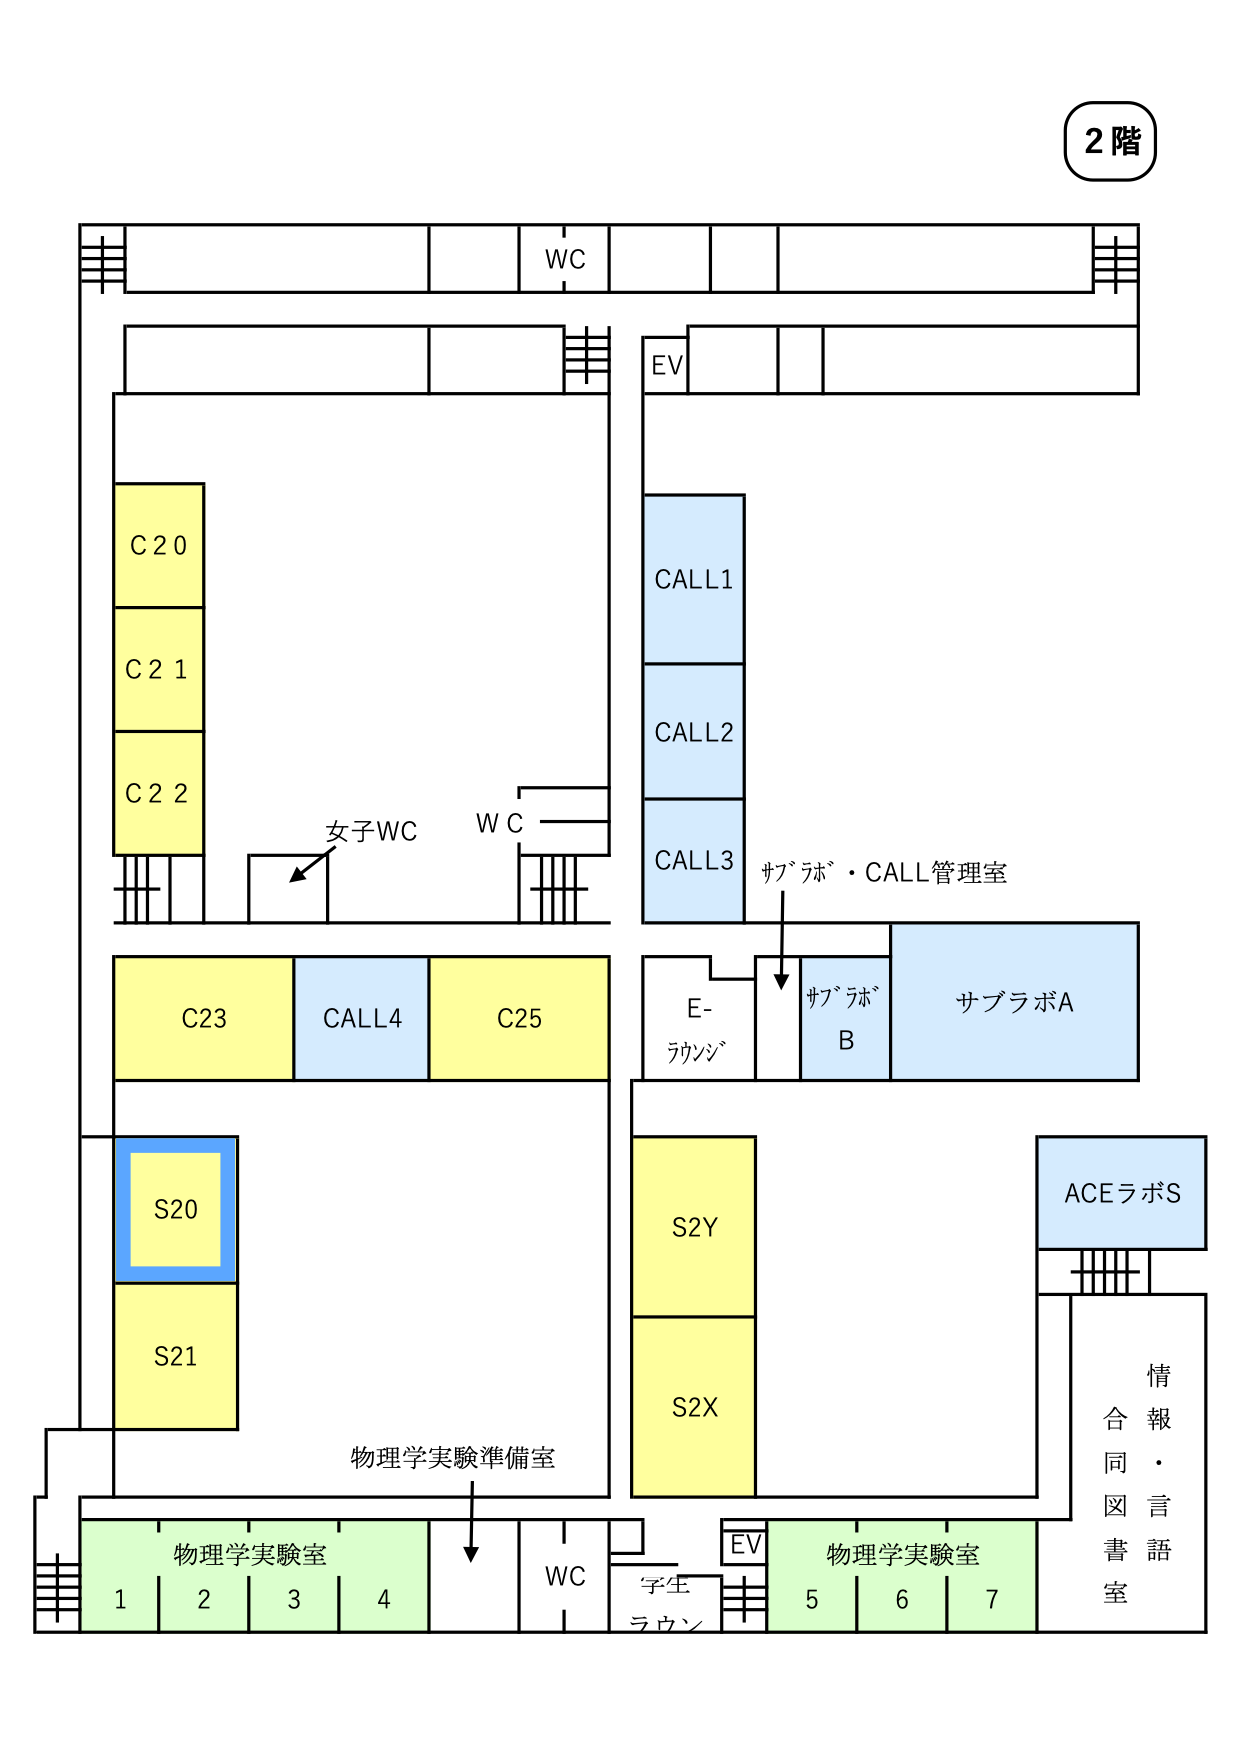 2階
WC
EV
C20
C21
C22
CALL1
CALL2
CALL3
女子WC
WC
ｻﾌﾞﾗﾎﾞ・CALL管理室
C23
CALL4
C25
E-
ﾗｳﾝｼﾞ
ｻﾌﾞﾗﾎﾞ
B
サブラボA
S20
S21
S2Y
S2X
ACEラボS
情報・言語
合同図書室
物理学実験準備室
物理学実験室
1 2 3 4
WC
学生
ラウン
EV
物理学実験室
5 6 7